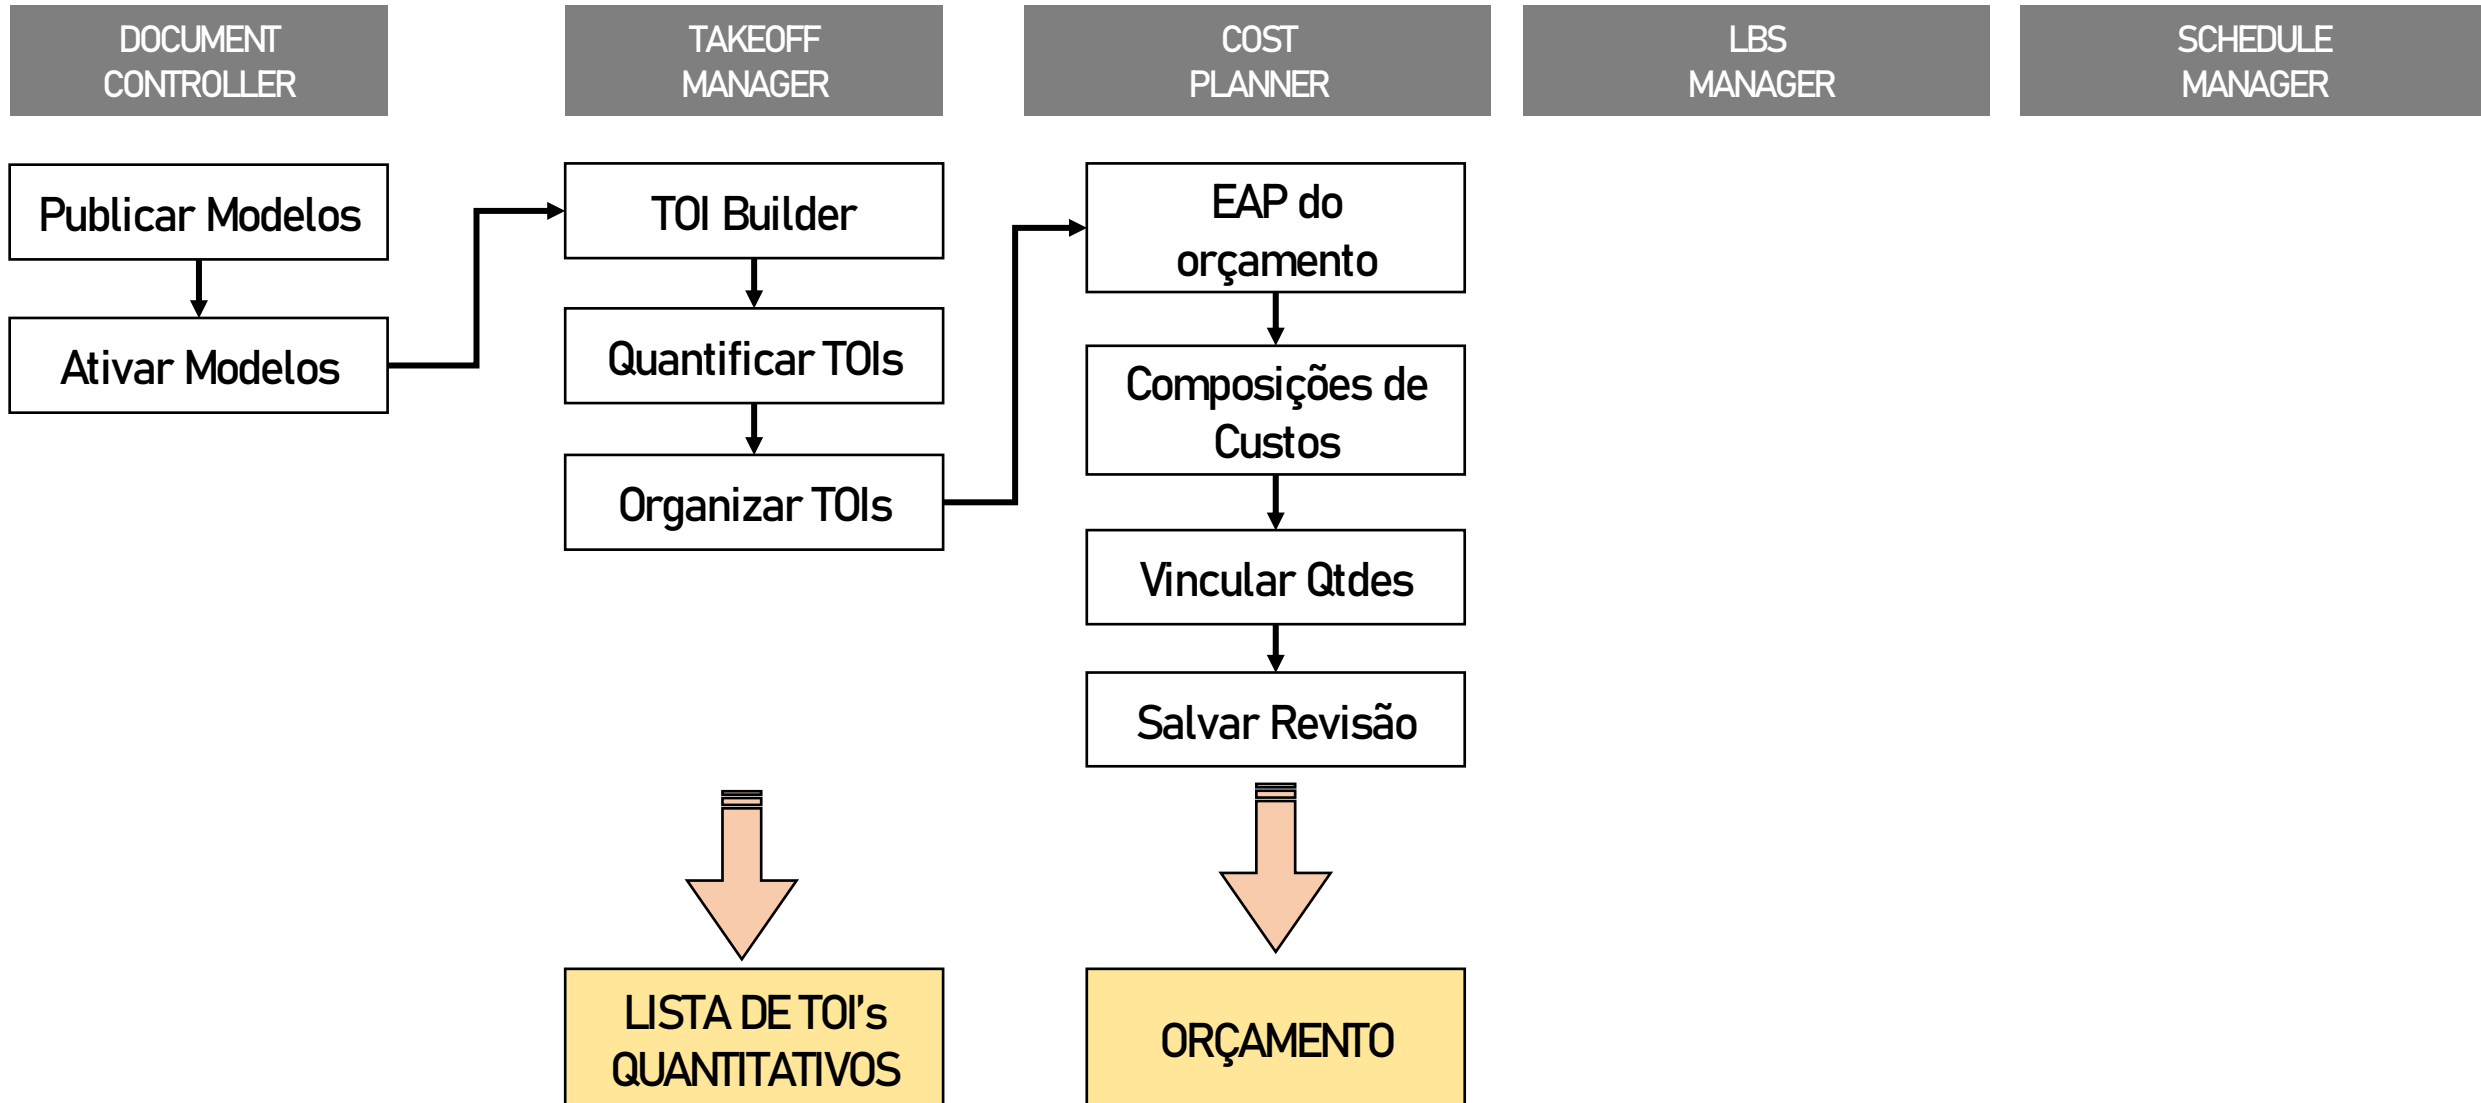 DOCUMENT
CONTROLLER
TAKEOFF
MANAGER
COST
PLANNER
LBS
MANAGER
SCHEDULE
MANAGER
Publicar Modelos
Ativar Modelos
TOI Builder
Quantificar TOIs
Organizar TOIs
EAP do
orçamento
Composições de
Custos
Vincular Qtdes
Salvar Revisão
LISTA DE TOI's
QUANTITATIVOS
ORÇAMENTO